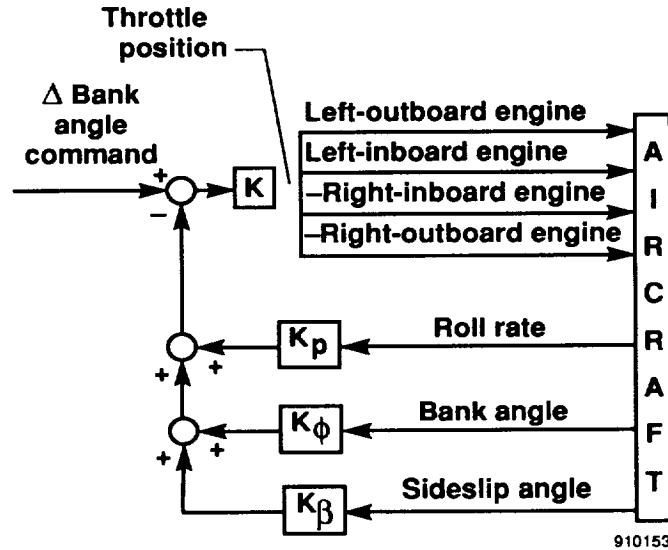 Throttle
position
Δ Bank
angle
command
+
−
K
Left-outboard engine
Left-inboard engine
−Right-inboard engine
−Right-outboard engine
A
I
R
C
R
A
F
T
Kp
Roll rate
+
+
Kϕ
Bank angle
+
+
Kβ
Sideslip angle
910153